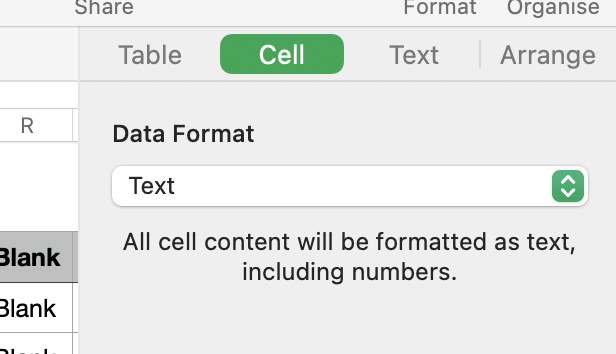 Share Format Organise
Table Cell Text Arrange
R
Data Format
Text
All cell content will be formatted as text,
including numbers.
Blank
Blank
Blank